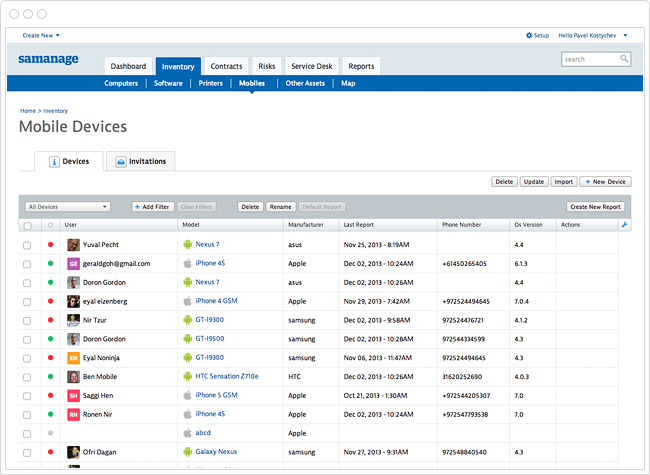 Create New Setup Hello Pavel Kostychev
samanage Dashboard Inventory Contracts Risks Service Desk Reports search
Computers Software Printers Mobiles Other Assets Map
Home > Inventory
Mobile Devices
i Devices Invitations
Delete Update Import + New Device
All Devices + Add Filter Clear Filters Delete Rename Default Report Create New Report
User Model Manufacturer Last Report Phone Number Os Version Actions
Yuval Pecht Nexus 7 asus Nov 25, 2013 - 8:19AM 4.4
GE geraldgoh@gmail.com iPhone 4S Apple Dec 02, 2013 - 10:24AM +61450265405 6.1.3
Doron Gordon Nexus 7 asus Dec 02, 2013 - 10:26AM 4.4
eyal eizenberg iPhone 4 GSM Apple Nov 29, 2013 - 7:42AM +972524494645 7.0.4
Nir Tzur GT-I9300 samsung Dec 02, 2013 - 9:58AM 972524476721 4.1.2
Doron Gordon GT-I9500 samsung Dec 02, 2013 - 10:28AM 972544334599 4.3
EN Eyal Noninja GT-I9300 samsung Nov 06, 2013 - 11:47AM 972524494645 4.3
Ben Mobile HTC Sensation Z710e HTC Dec 02, 2013 - 10:26AM 31620252690 4.0.3
SH Saggi Hen iPhone 5 GSM Apple Oct 21, 2013 - 1:30AM +972544205307 7.0
RN Ronen Nir iPhone 4S Apple Dec 02, 2013 - 10:24AM +972547793538 7.0
abcd Apple
Ofri Dagan Galaxy Nexus samsung Nov 27, 2013 - 9:31AM 972548840540 4.3